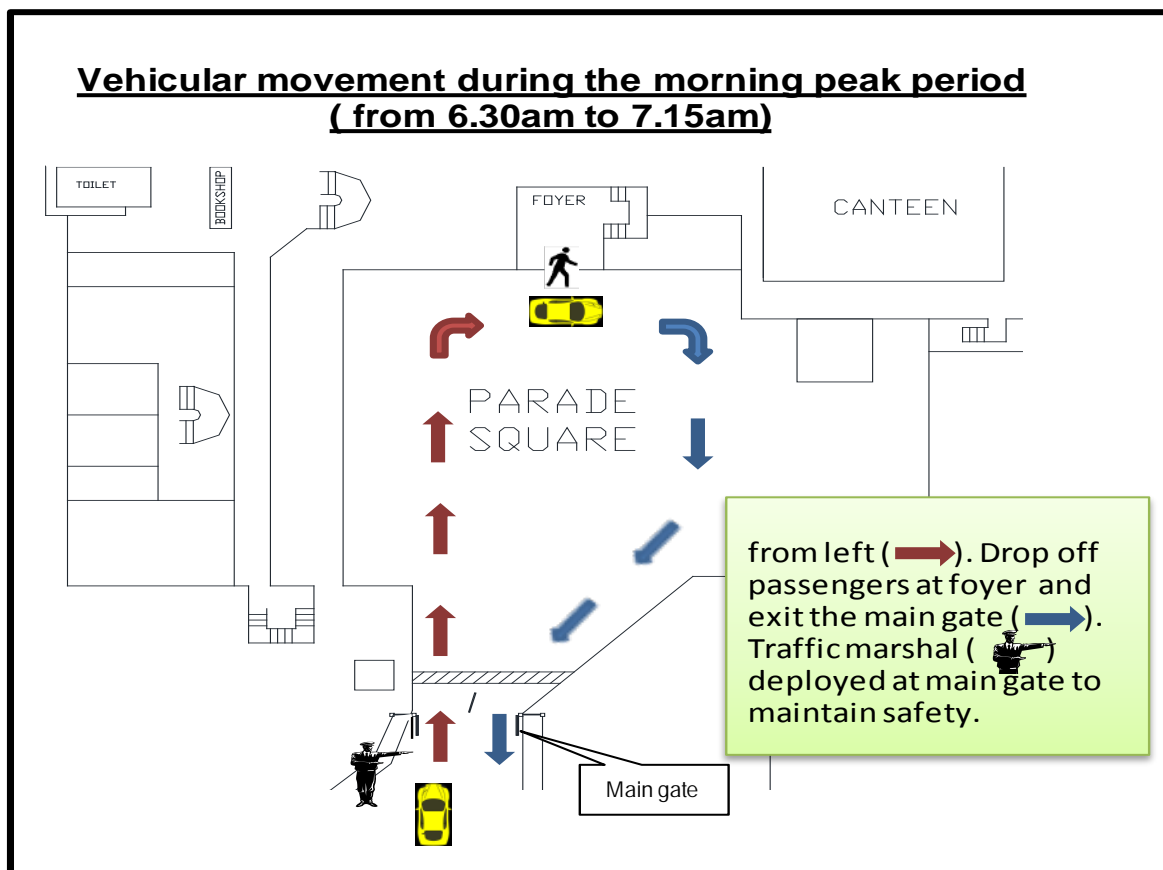 Vehicular movement during the morning peak period
( from 6.30am to 7.15am)
TOILET
BOOKSHOP
FOYER
CANTEEN
PARADE
SQUARE
from left ( ). Drop off
passengers at foyer and
exit the main gate ( ).
Traffic marshal ( )
deployed at main gate to
maintain safety.
Main gate